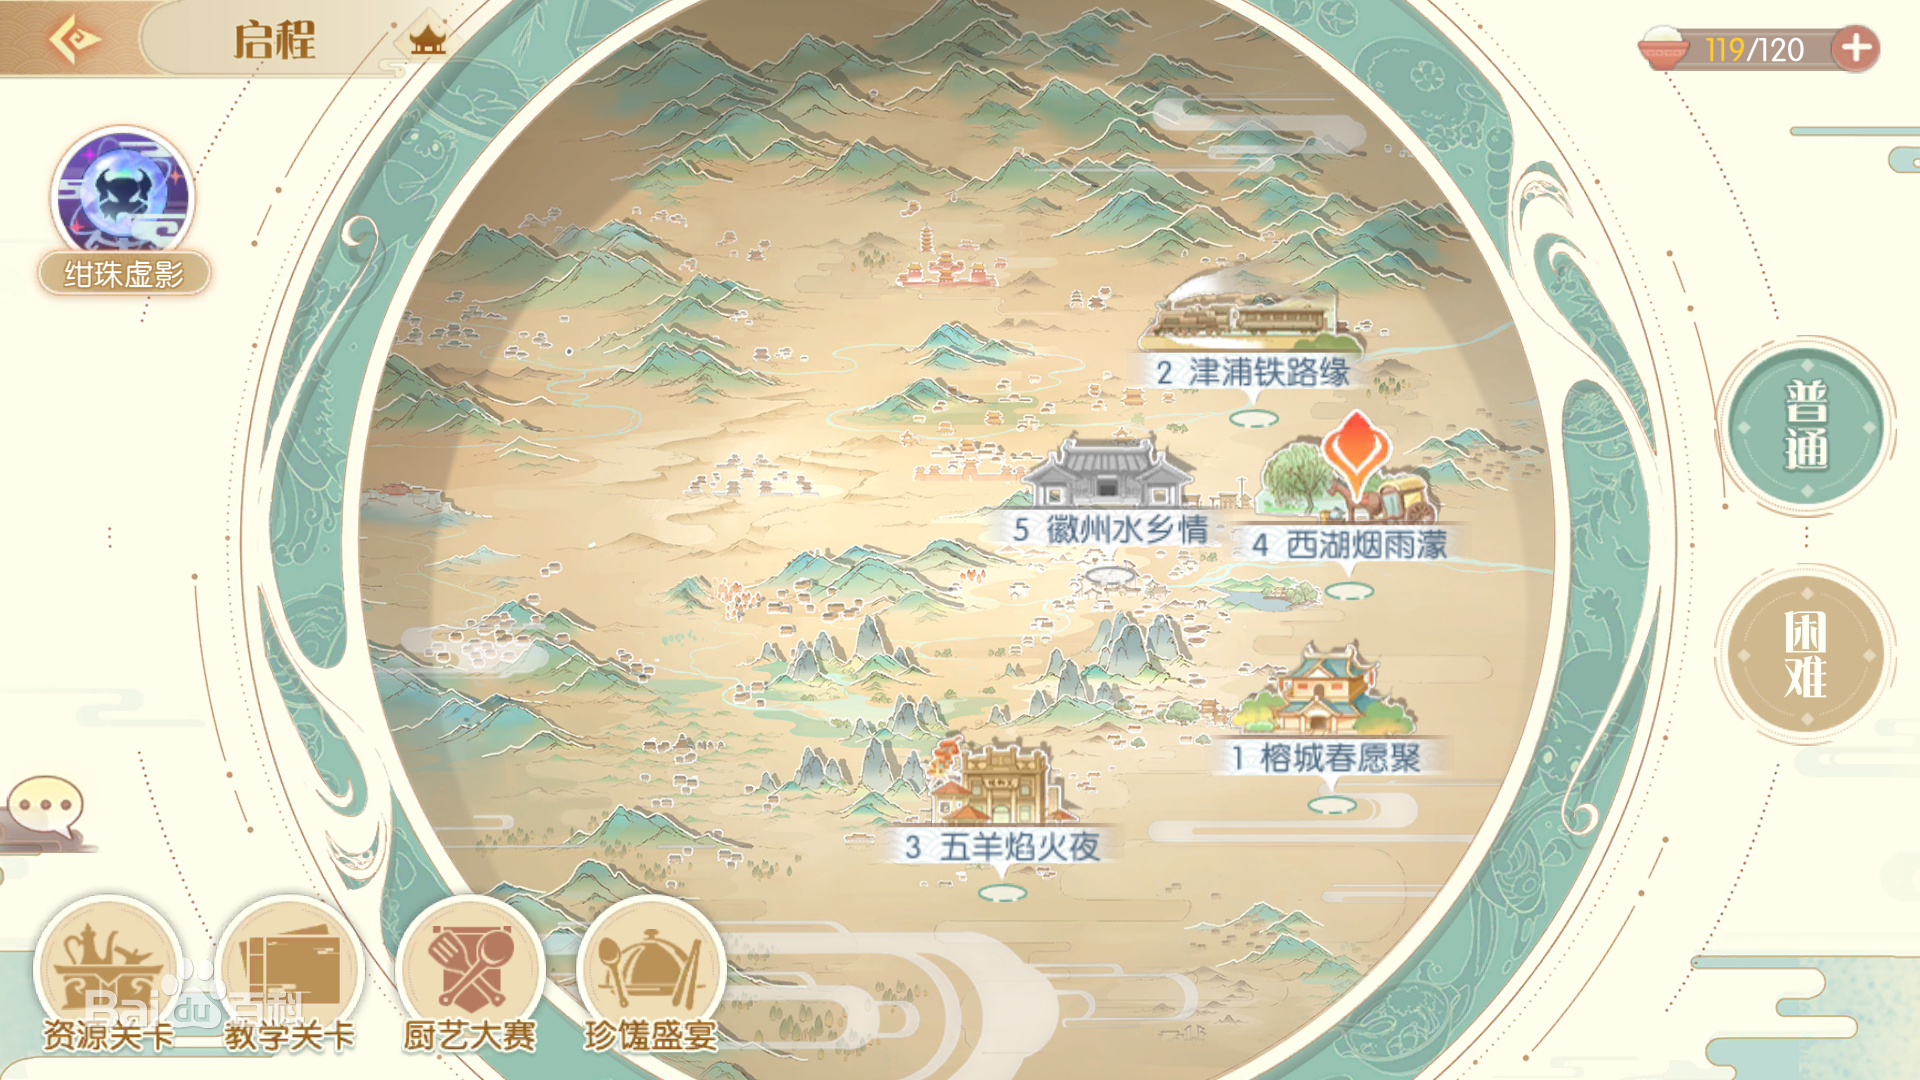 启程
119/120
绀珠虚影
2 津浦铁路缘
普通
5 徽州水乡情
4 西湖烟雨濛
困难
1 榕城春愿聚
3 五羊焰火夜
资源关卡
教学关卡
厨艺大赛
珍馐盛宴
Baidu百科